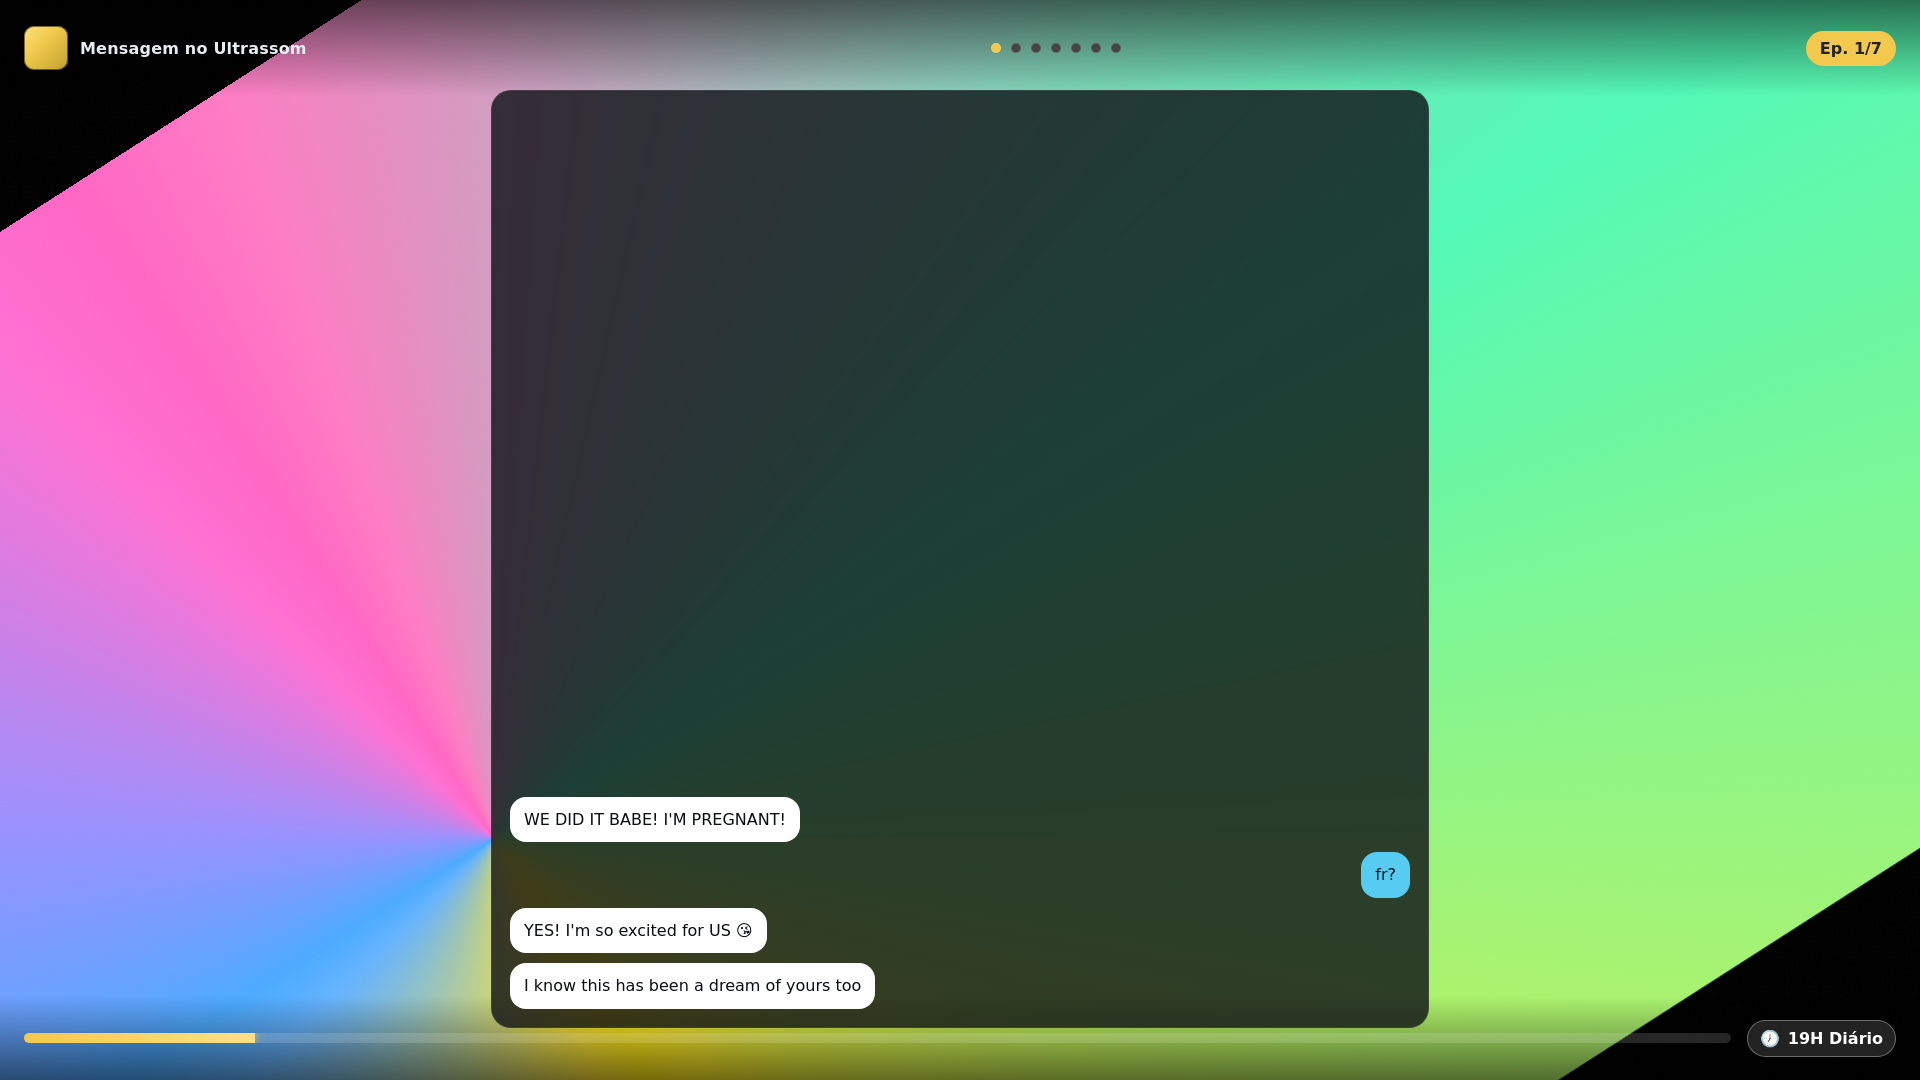 Mensagem no Ultrassom
Ep. 1/7
WE DID IT BABE! I'M PREGNANT!
fr?
YES! I'm so excited for US 😘
I know this has been a dream of yours too
19H Diário